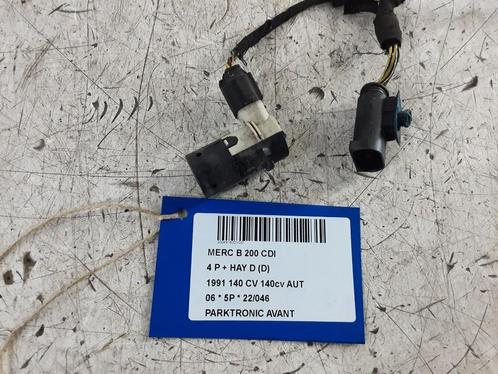 MERC B 200 CDI
4 P + HAY D (D)
1991 140 CV 140cv AUT
06 * 5P * 22/046
PARKTRONIC AVANT